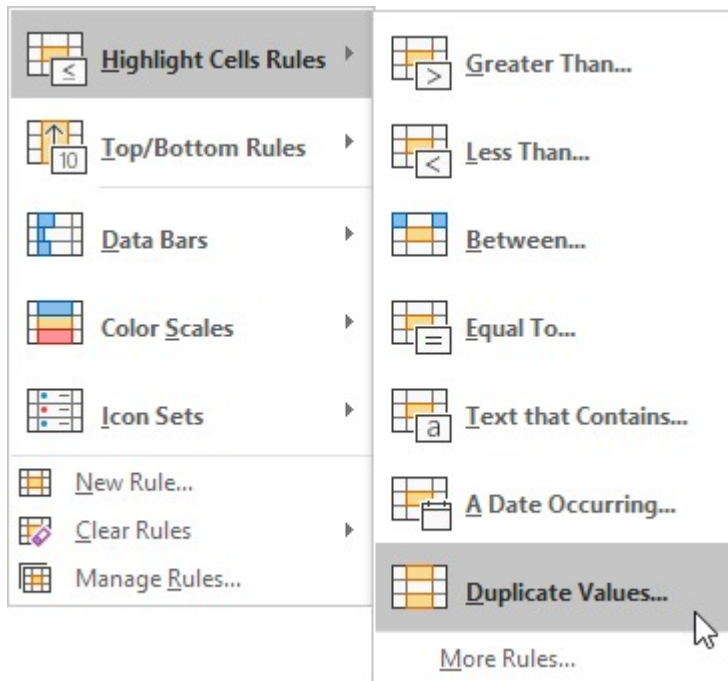 Highlight Cells Rules
Top/Bottom Rules
10
Data Bars
Color Scales
Icon Sets
New Rule...
Clear Rules
Manage Rules...
Greater Than...
Less Than...
Between...
Equal To...
Text that Contains...
a
A Date Occurring...
Duplicate Values...
More Rules...